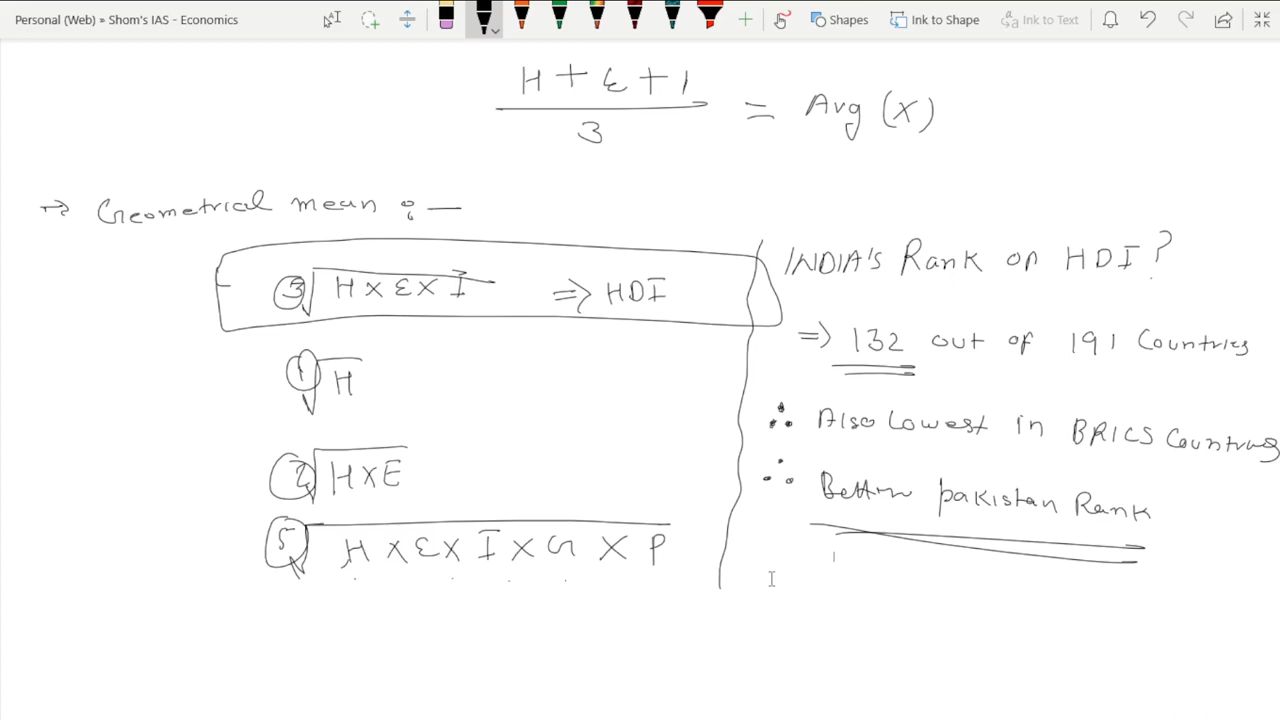 Personal (Web) » Shom's IAS - Economics
Shapes
Ink to Shape
Ink to Text
H + E + I
3
= Avg (X)
→ Geometrical mean : —
3√H X E X I ⇒ HDI
1√H
2√H X E
5√H X E X I X G X P
INDIA'S Rank on HDI?
⇒ 132 out of 191 Countries
∴ Also Lowest in BRICS Countries
∴ Better pakistan Rank